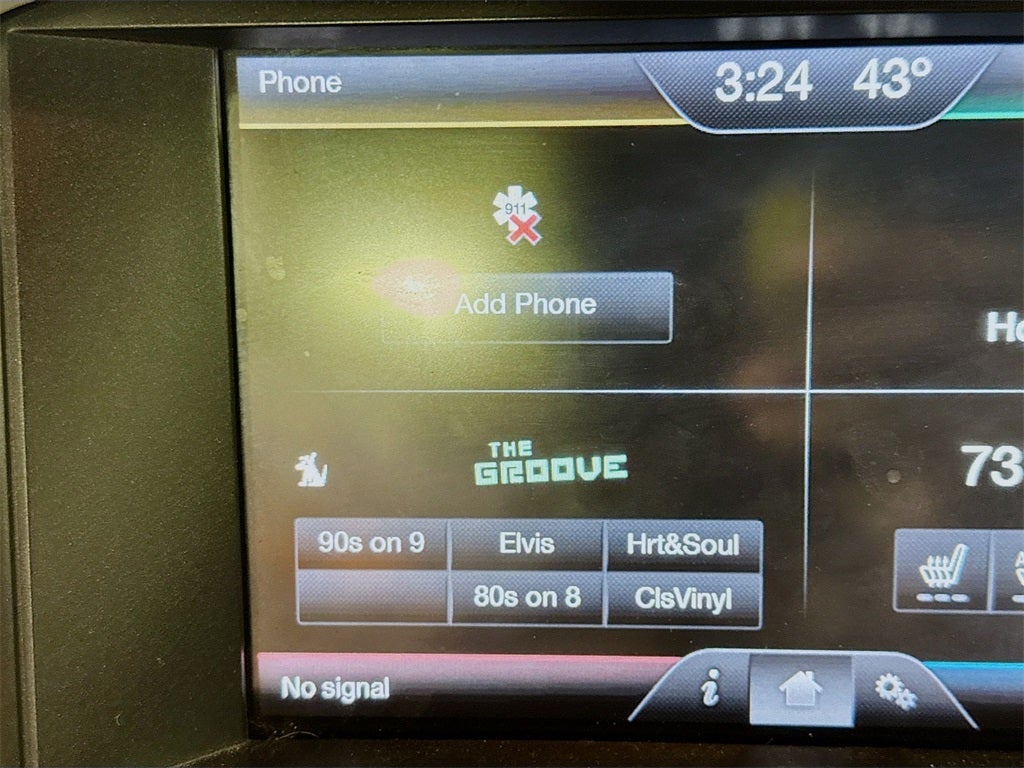 Phone
3:24 43°
911
Add Phone
THE
GROOVE
73
90s on 9 Elvis Hrt&Soul
80s on 8 ClsVinyl
No signal i